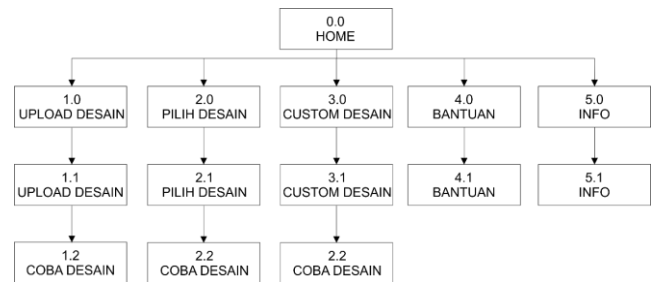 0.0
HOME
1.0
UPLOAD DESAIN
2.0
PILIH DESAIN
3.0
CUSTOM DESAIN
4.0
BANTUAN
5.0
INFO
1.1
UPLOAD DESAIN
2.1
PILIH DESAIN
3.1
CUSTOM DESAIN
4.1
BANTUAN
5.1
INFO
1.2
COBA DESAIN
2.2
COBA DESAIN
2.2
COBA DESAIN